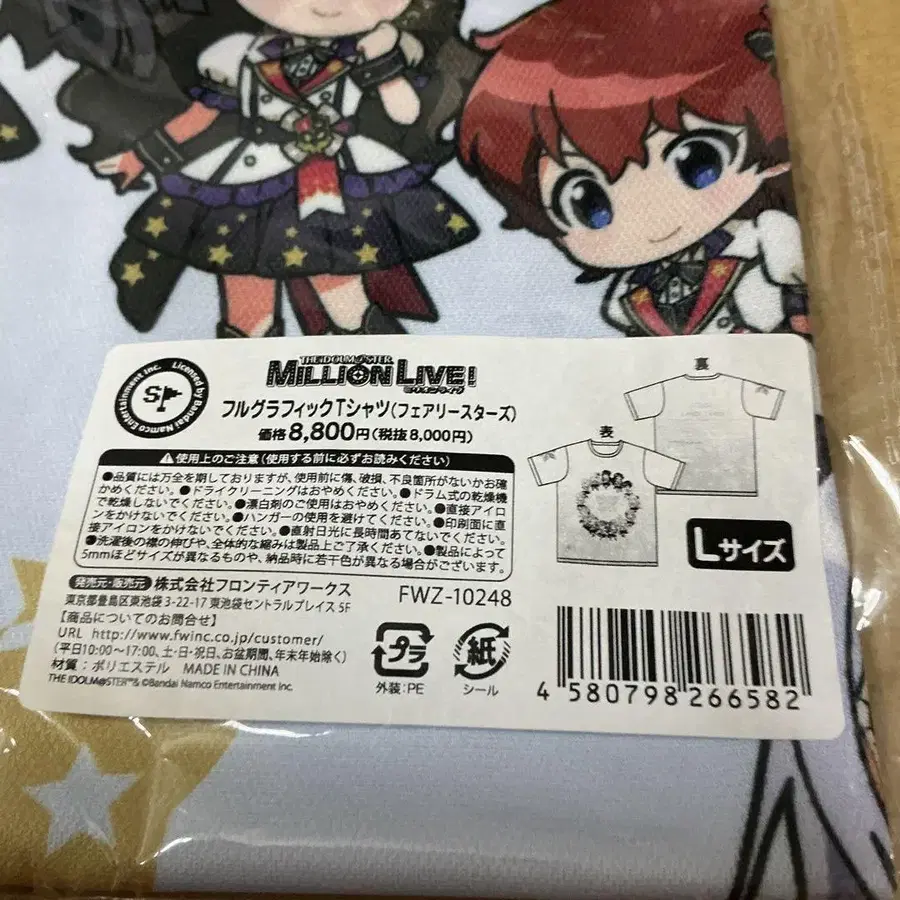 Licensed by Bandai Namco Entertainment Inc.
SP
THE IDOLM@STER
MILLION LIVE!
ミリオンライブ!
フルグラフィックTシャツ(フェアリースターズ)
価格8,800円(税抜8,000円)
使用上のご注意(使用する前に必ずお読みください)
●品質には万全を期しておりますが、使用前に傷、破損、不良箇所がないかお確
かめください。●ドライクリーニングはおやめください。●ドラム式の乾燥機
で乾燥しないでください。●漂白剤のご使用はおやめください。●直接アイロ
ンをかけないでください。●ハンガーの使用を避けてください。●印刷面に直
接アイロンをかけないでください。●直射日光に長時間あてないでください。
●洗濯後の襟の伸びや、全体的な縮みは製品上ご了承ください。●製品によって
5mmほどサイズが異なるものや、納品時に若干色が異なる場合がございます。
発売元・販売元 株式会社フロンティアワークス
東京都豊島区東池袋3-22-17 東池袋セントラルプレイス 5F
【商品についてのお問合せ】
URL http://www.fwinc.co.jp/customer/
(平日10:00〜17:00、土・日・祝日、お盆期間、年末年始除く)
材質:ポリエステル MADE IN CHINA
THE IDOLM@STER™& ©Bandai Namco Entertainment Inc.
裏
表
Lサイズ
FWZ-10248
プラ
外装:PE
紙
シール
4 580798 266582